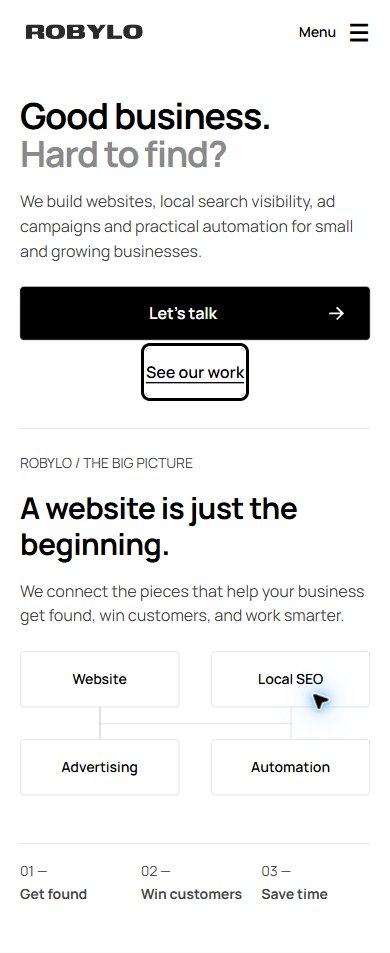 ROBYLO
Menu
Good business.
Hard to find?
We build websites, local search visibility, ad
campaigns and practical automation for small
and growing businesses.
Let's talk
See our work
ROBYLO / THE BIG PICTURE
A website is just the
beginning.
We connect the pieces that help your business
get found, win customers, and work smarter.
Website
Local SEO
Advertising
Automation
01 —
02 —
03 —
Get found
Win customers
Save time